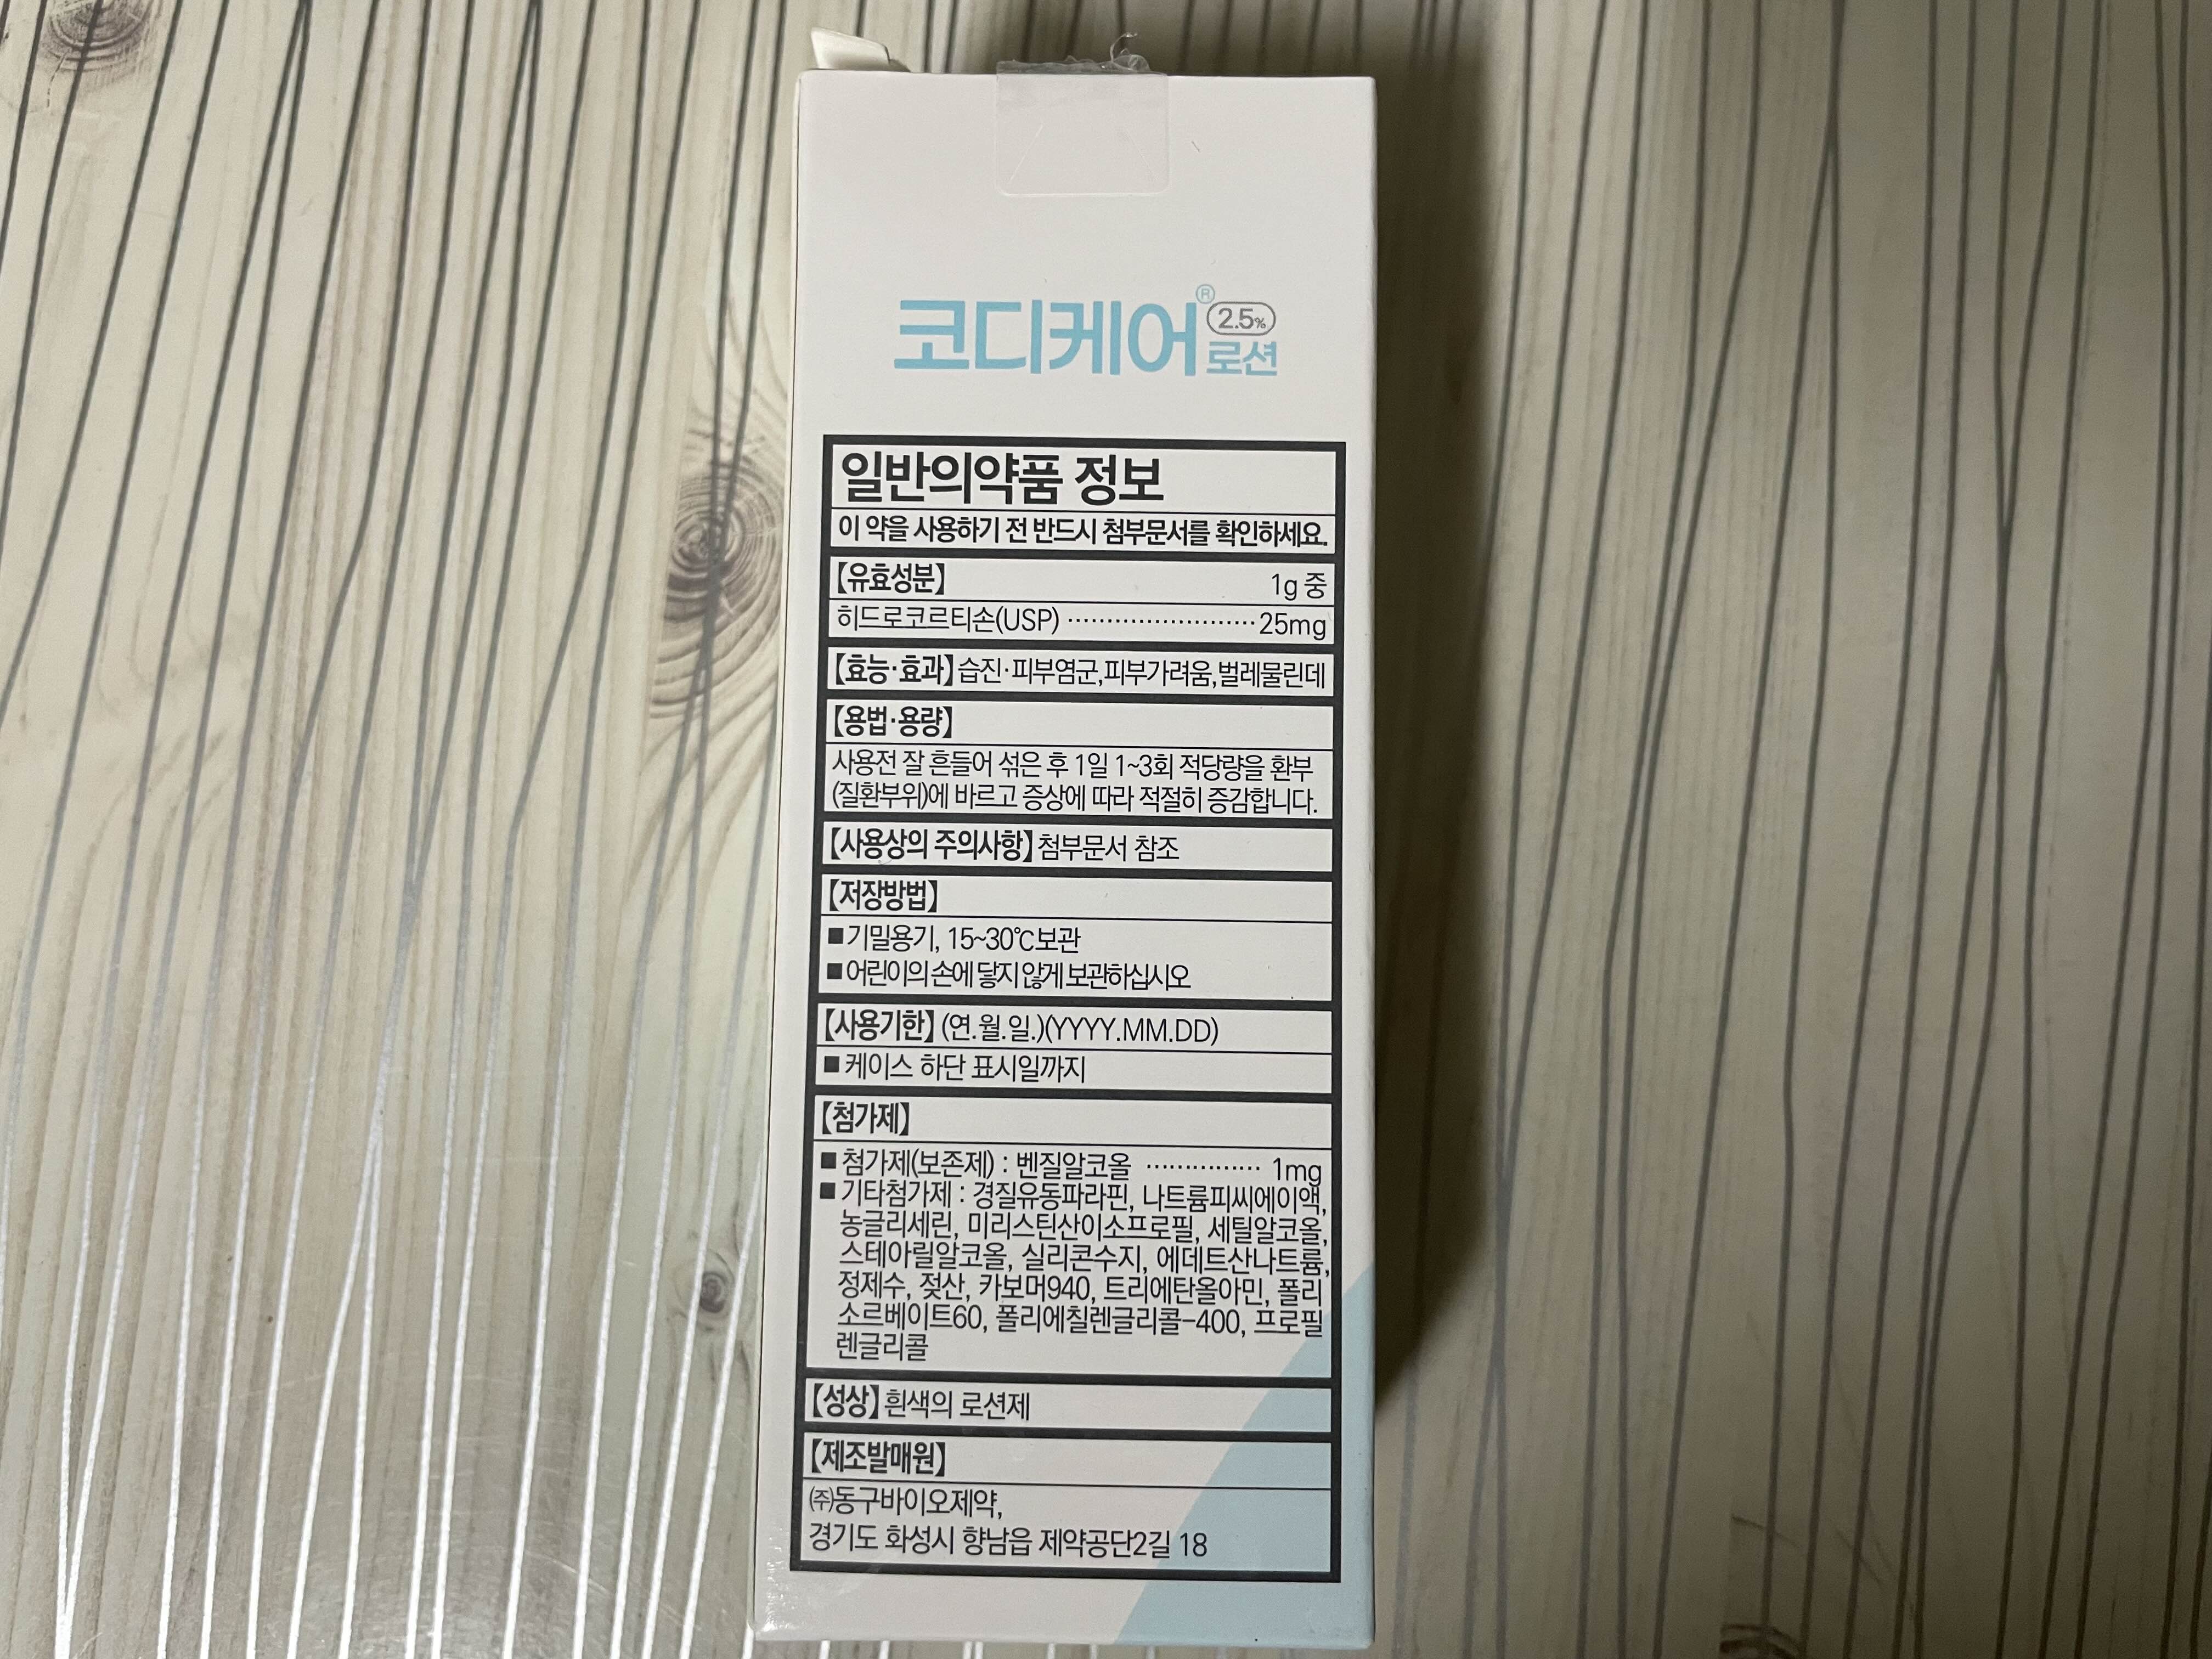 코디케어® 2.5%
로션
일반의약품 정보
이 약을 사용하기 전 반드시 첨부문서를 확인하세요.
【유효성분】 1g 중
히드로코르티손(USP) ························ 25mg
【효능·효과】 습진·피부염군,피부가려움,벌레물린데
【용법·용량】
사용전 잘 흔들어 섞은 후 1일 1~3회 적당량을 환부
(질환부위)에 바르고 증상에 따라 적절히 증감합니다.
【사용상의 주의사항】 첨부문서 참조
【저장방법】
■ 기밀용기, 15~30℃보관
■ 어린이의 손에 닿지 않게 보관하십시오
【사용기한】 (연.월.일.)(YYYY.MM.DD)
■ 케이스 하단 표시일까지
【첨가제】
■ 첨가제(보존제) : 벤질알코올 ··············· 1mg
■ 기타첨가제 : 경질유동파라핀, 나트륨피씨에이액,
농글리세린, 미리스틴산이소프로필, 세틸알코올,
스테아릴알코올, 실리콘수지, 에데트산나트륨,
정제수, 젖산, 카보머940, 트리에탄올아민, 폴리
소르베이트60, 폴리에칠렌글리콜-400, 프로필
렌글리콜
【성상】 흰색의 로션제
【제조발매원】
㈜동구바이오제약,
경기도 화성시 향남읍 제약공단2길 18